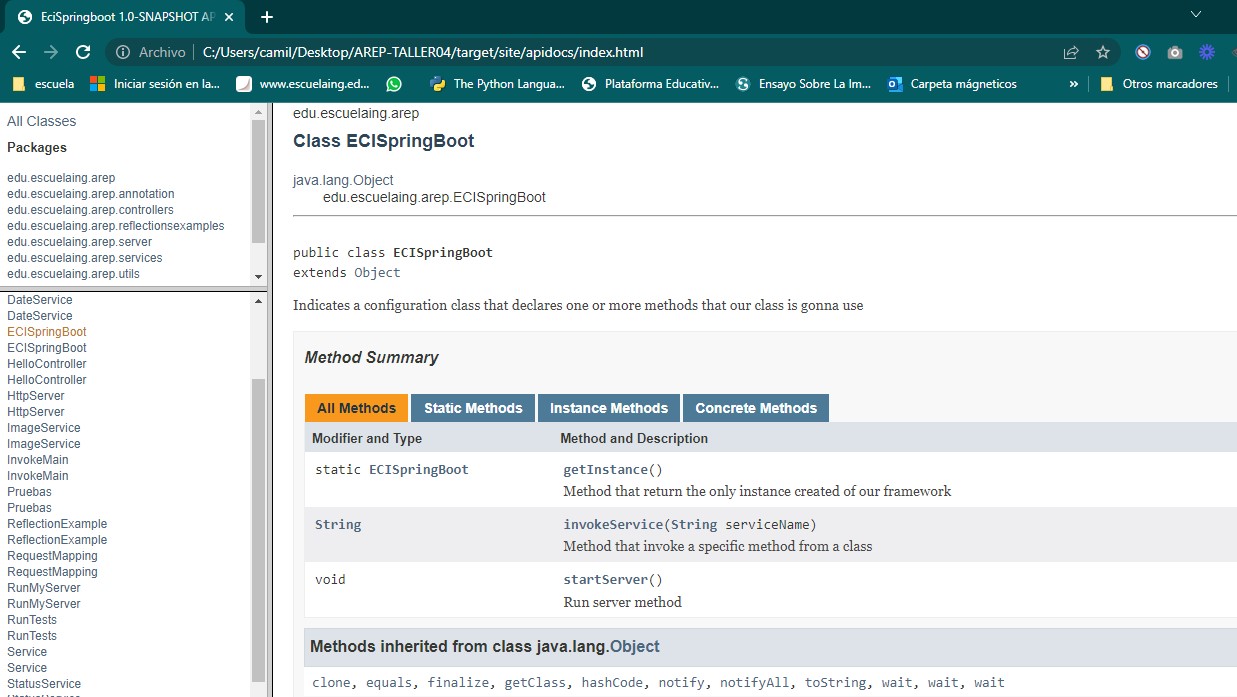 EciSpringboot 1.0-SNAPSHOT AP
Archivo C:/Users/camil/Desktop/AREP-TALLER04/target/site/apidocs/index.html
escuela Iniciar sesión en la... www.escuelaing.ed... The Python Langua... Plataforma Educativ... Ensayo Sobre La Im... Carpeta magnéticos » Otros marcadores
All Classes
Packages
edu.escuelaing.arep
edu.escuelaing.arep.annotation
edu.escuelaing.arep.controllers
edu.escuelaing.arep.reflectionsexamples
edu.escuelaing.arep.server
edu.escuelaing.arep.services
edu.escuelaing.arep.utils
DateService
DateService
ECISpringBoot
ECISpringBoot
HelloController
HelloController
HttpServer
HttpServer
ImageService
ImageService
InvokeMain
InvokeMain
Pruebas
Pruebas
ReflectionExample
ReflectionExample
RequestMapping
RequestMapping
RunMyServer
RunMyServer
RunTests
RunTests
Service
Service
StatusService
StatusService
edu.escuelaing.arep
Class ECISpringBoot
java.lang.Object
edu.escuelaing.arep.ECISpringBoot
public class ECISpringBoot
extends Object
Indicates a configuration class that declares one or more methods that our class is gonna use
Method Summary
All Methods Static Methods Instance Methods Concrete Methods
Modifier and Type Method and Description
static ECISpringBoot getInstance()
Method that return the only instance created of our framework
String invokeService(String serviceName)
Method that invoke a specific method from a class
void startServer()
Run server method
Methods inherited from class java.lang.Object
clone, equals, finalize, getClass, hashCode, notify, notifyAll, toString, wait, wait, wait